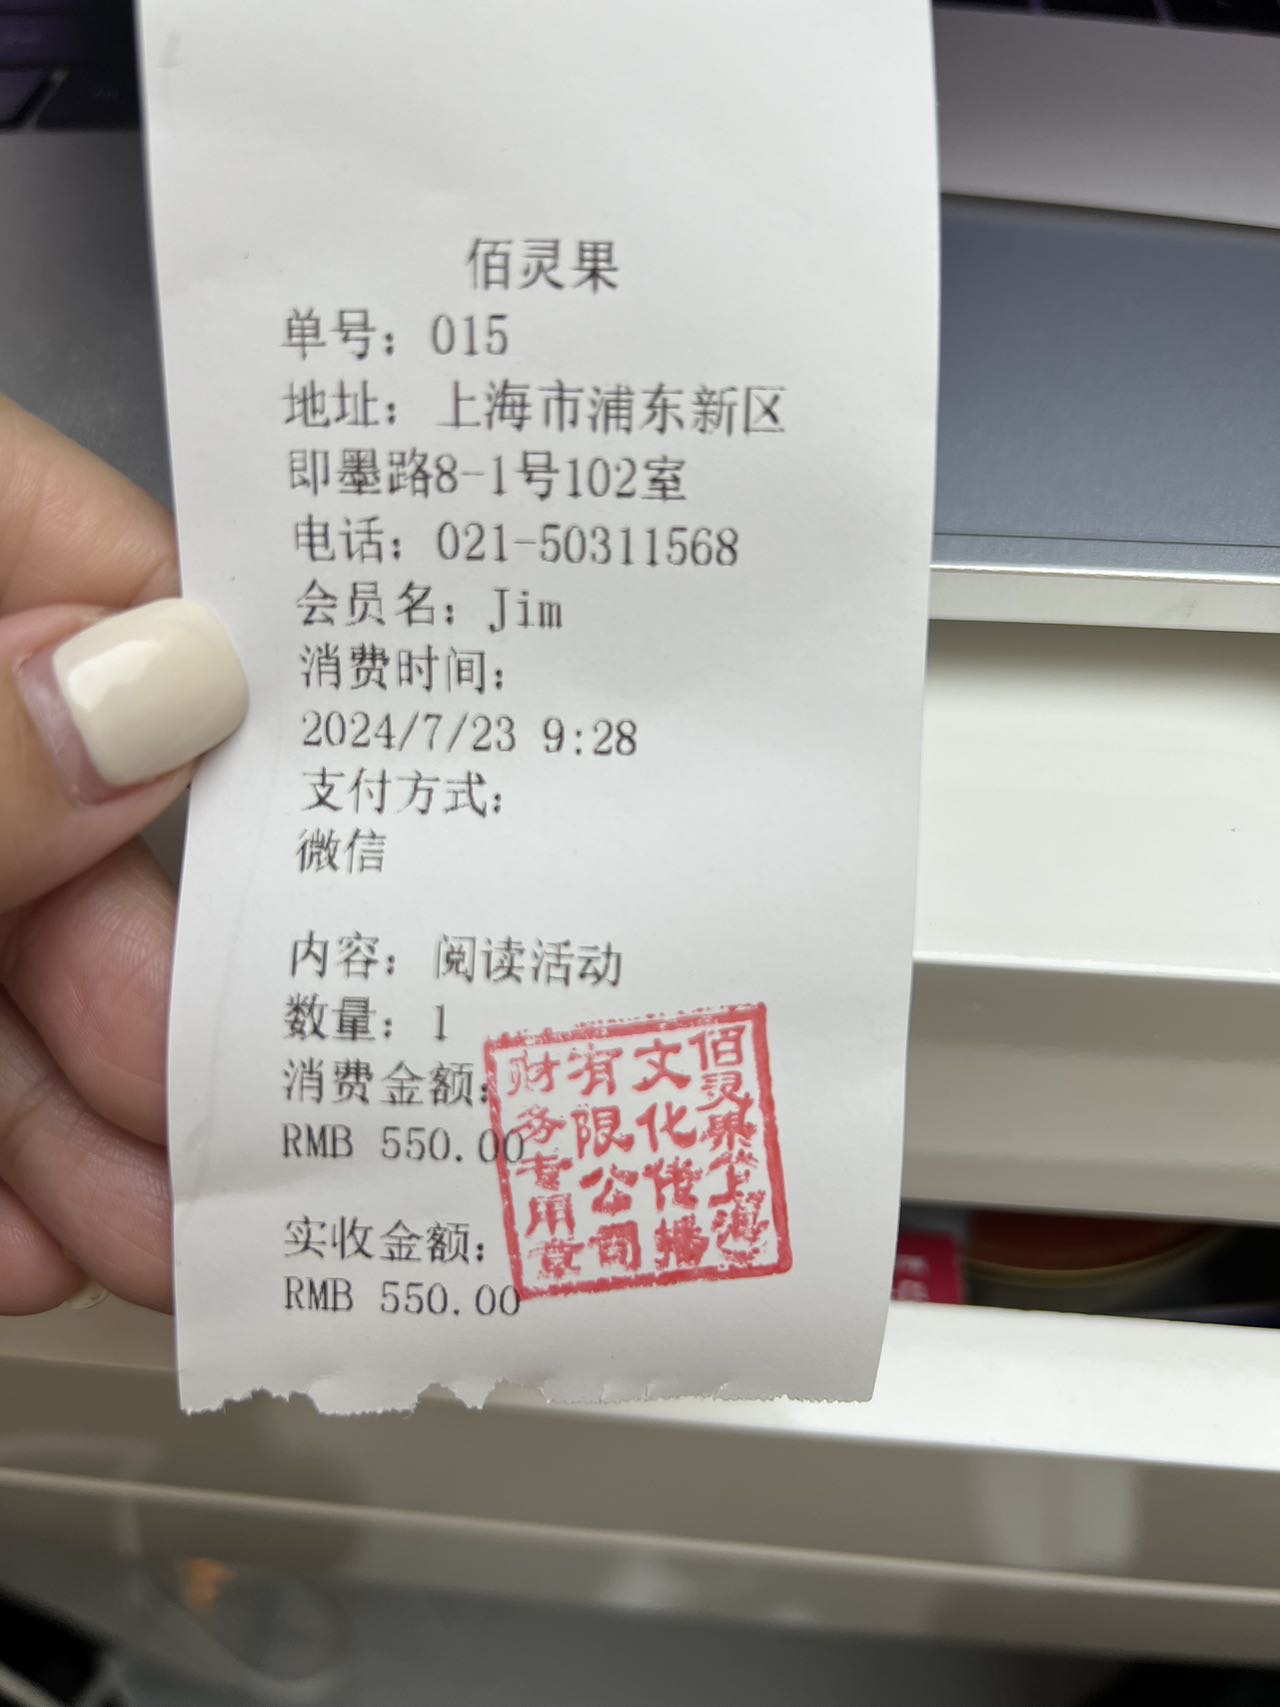 佰灵果
单号：015
地址：上海市浦东新区
即墨路8-1号102室
电话：021-50311568
会员名：Jim
消费时间：
2024/7/23 9:28
支付方式：
微信
内容：阅读活动
数量：1
消费金额：
RMB 550.00
实收金额：
RMB 550.00
佰灵果（上海）
文化传播
有限公司
财务专用章